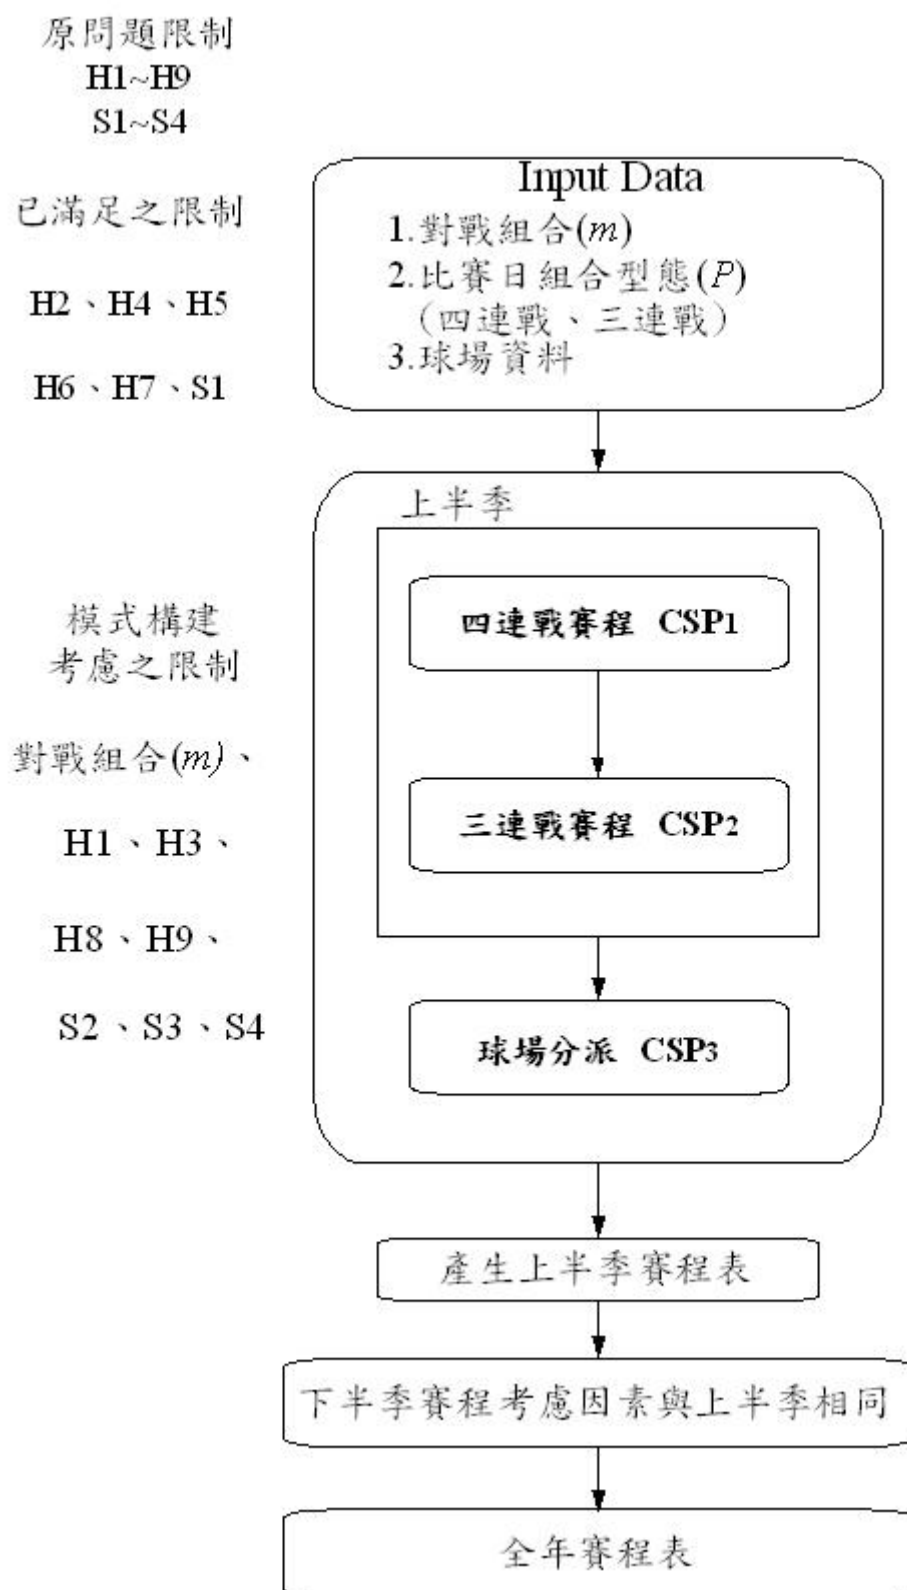 原問題限制
H1~H9
S1~S4
已滿足之限制
H2、H4、H5
H6、H7、S1
Input Data
1.對戰組合(m)
2.比賽日組合型態(P)
(四連戰、三連戰)
3.球場資料
上半季
四連戰賽程 CSP1
三連戰賽程 CSP2
球場分派 CSP3
模式構建
考慮之限制
對戰組合(m)、
H1、H3、
H8、H9、
S2、S3、S4
產生上半季賽程表
下半季賽程考慮因素與上半季相同
全年賽程表